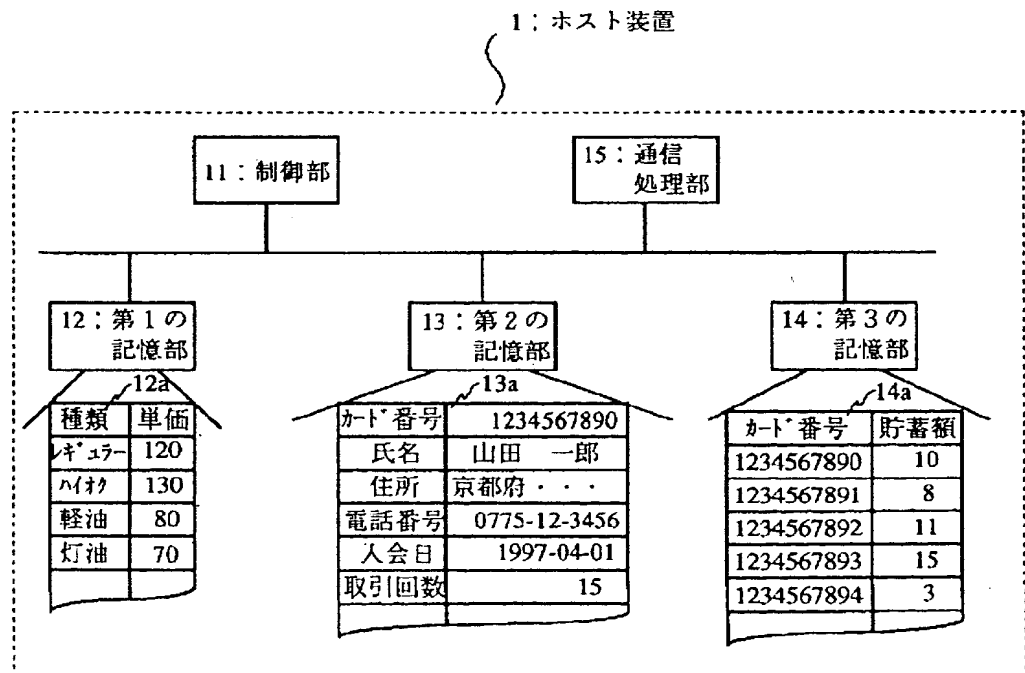 1：ホスト装置
11：制御部
15：通信
処理部
12：第1の
記憶部
13：第2の
記憶部
14：第3の
記憶部
12a
種類 単価
ﾚｷﾞｭﾗｰ 120
ﾊｲｵｸ 130
軽油 80
灯油 70
13a
ｶｰﾄﾞ番号 1234567890
氏名 山田 一郎
住所 京都府・・・
電話番号 0775-12-3456
入会日 1997-04-01
取引回数 15
14a
ｶｰﾄﾞ番号 貯蓄額
1234567890 10
1234567891 8
1234567892 11
1234567893 15
1234567894 3